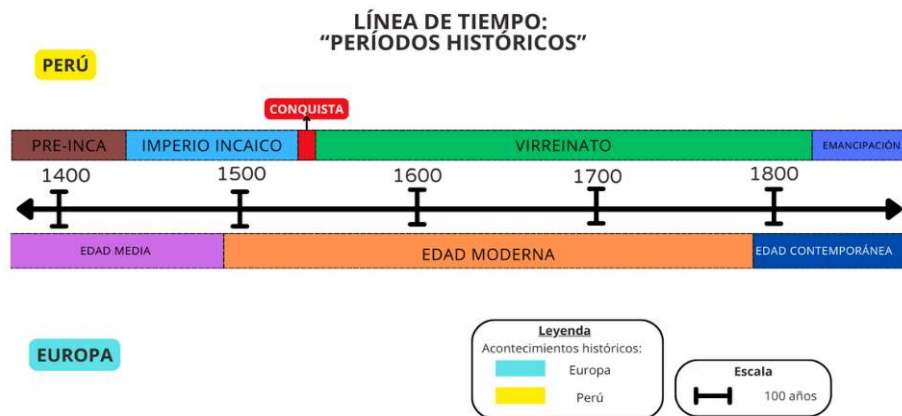 LÍNEA DE TIEMPO:
“PERÍODOS HISTÓRICOS”
PERÚ
CONQUISTA
PRE-INCA IMPERIO INCAICO VIRREINATO EMANCIPACIÓN
1400 1500 1600 1700 1800
EDAD MEDIA EDAD MODERNA EDAD CONTEMPORÁNEA
EUROPA
Leyenda
Acontecimientos históricos:
Europa
Perú
Escala
100 años